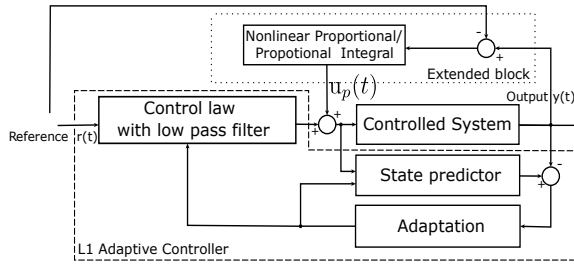 Nonlinear Proportional/
Propotional Integral
-
+
Extended block
u_p(t)
Output y(t)
Control law
with low pass filter
+
+
Controlled System
Reference r(t)
-
+
State predictor
Adaptation
L1 Adaptive Controller